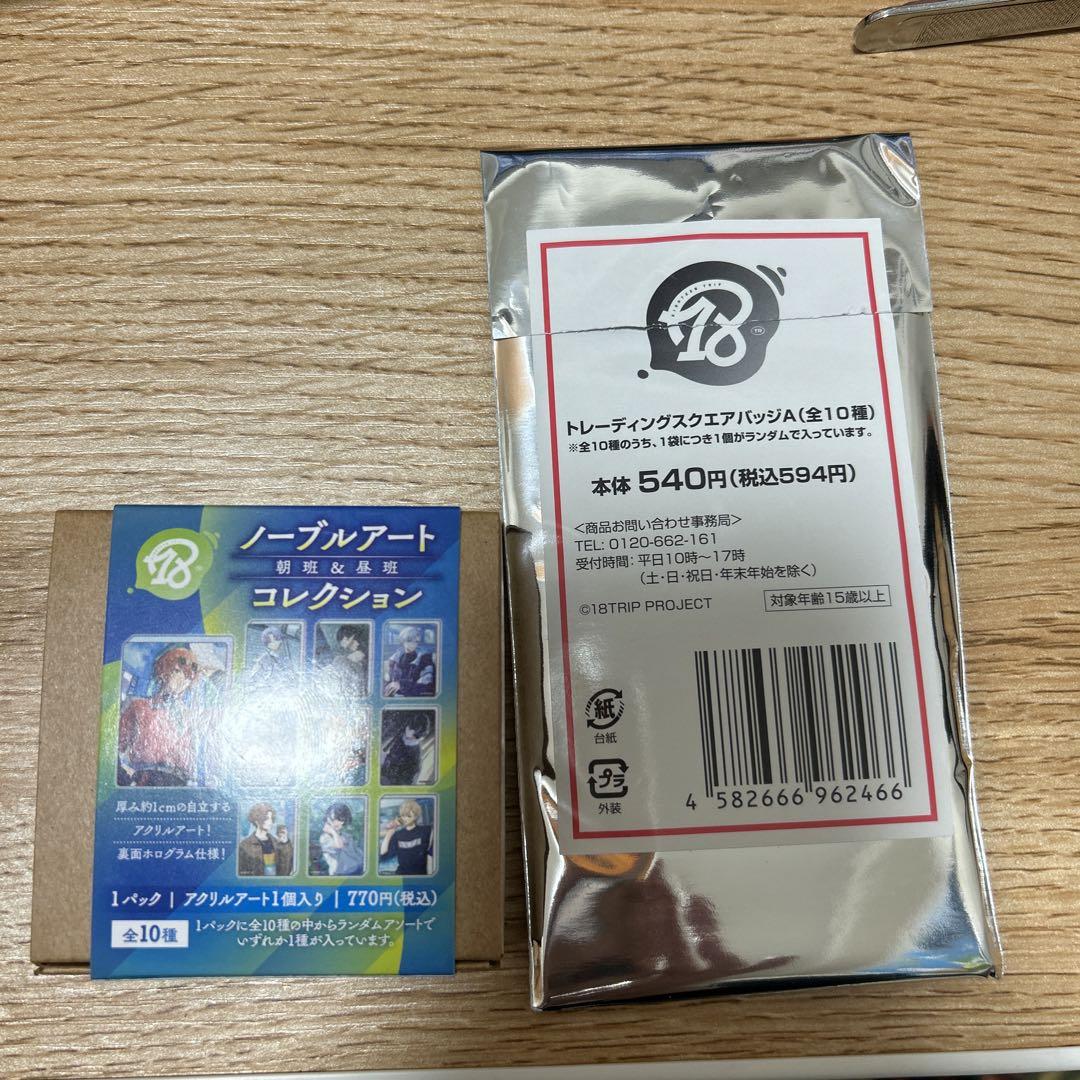 18
ノーブルアート
朝班 & 昼班
コレクション
厚み約1cmの自立する
アクリルアート!
裏面ホログラム仕様!
1パック | アクリルアート1個入り | 770円(税込)
全10種
1パックに全10種の中からランダムアソートで
いずれか1種が入っています。
EIGHTEEN TRIP
18
TM
トレーディングスクエアバッジA(全10種)
※全10種のうち、1袋につき1個がランダムで入っています。
本体 540円(税込594円)
<商品お問い合わせ事務局>
TEL: 0120-662-161
受付時間: 平日10時~17時
(土・日・祝日・年末年始を除く)
©18TRIP PROJECT
対象年齢15歳以上
紙
台紙
プラ
外装
4 582666 962466